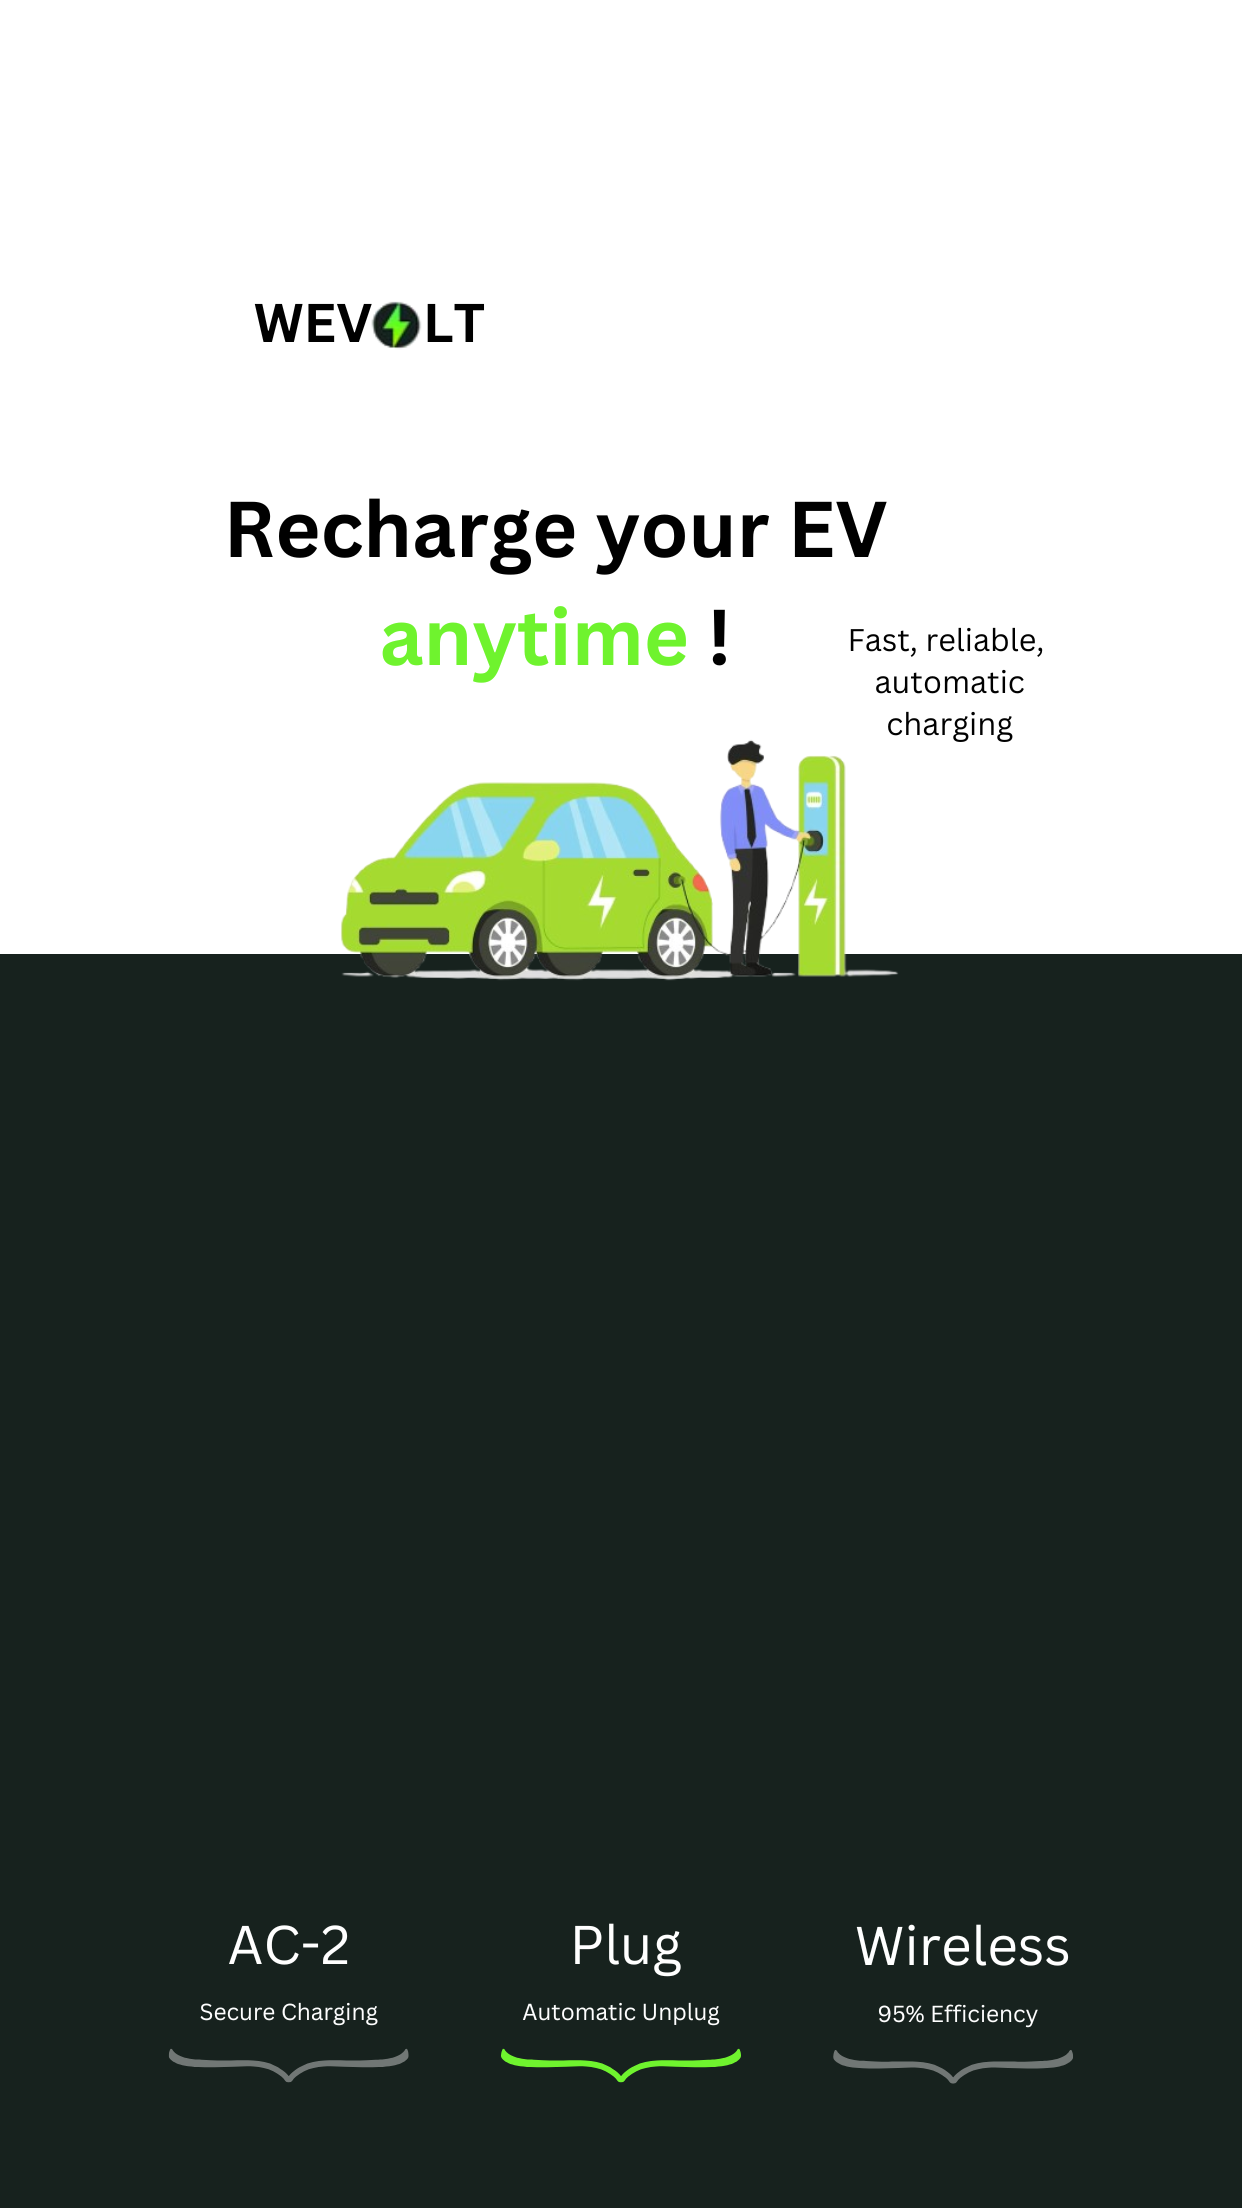 WEVOLT
Recharge your EV
anytime !
Fast, reliable,
automatic
charging
AC-2
Secure Charging
Plug
Automatic Unplug
Wireless
95% Efficiency